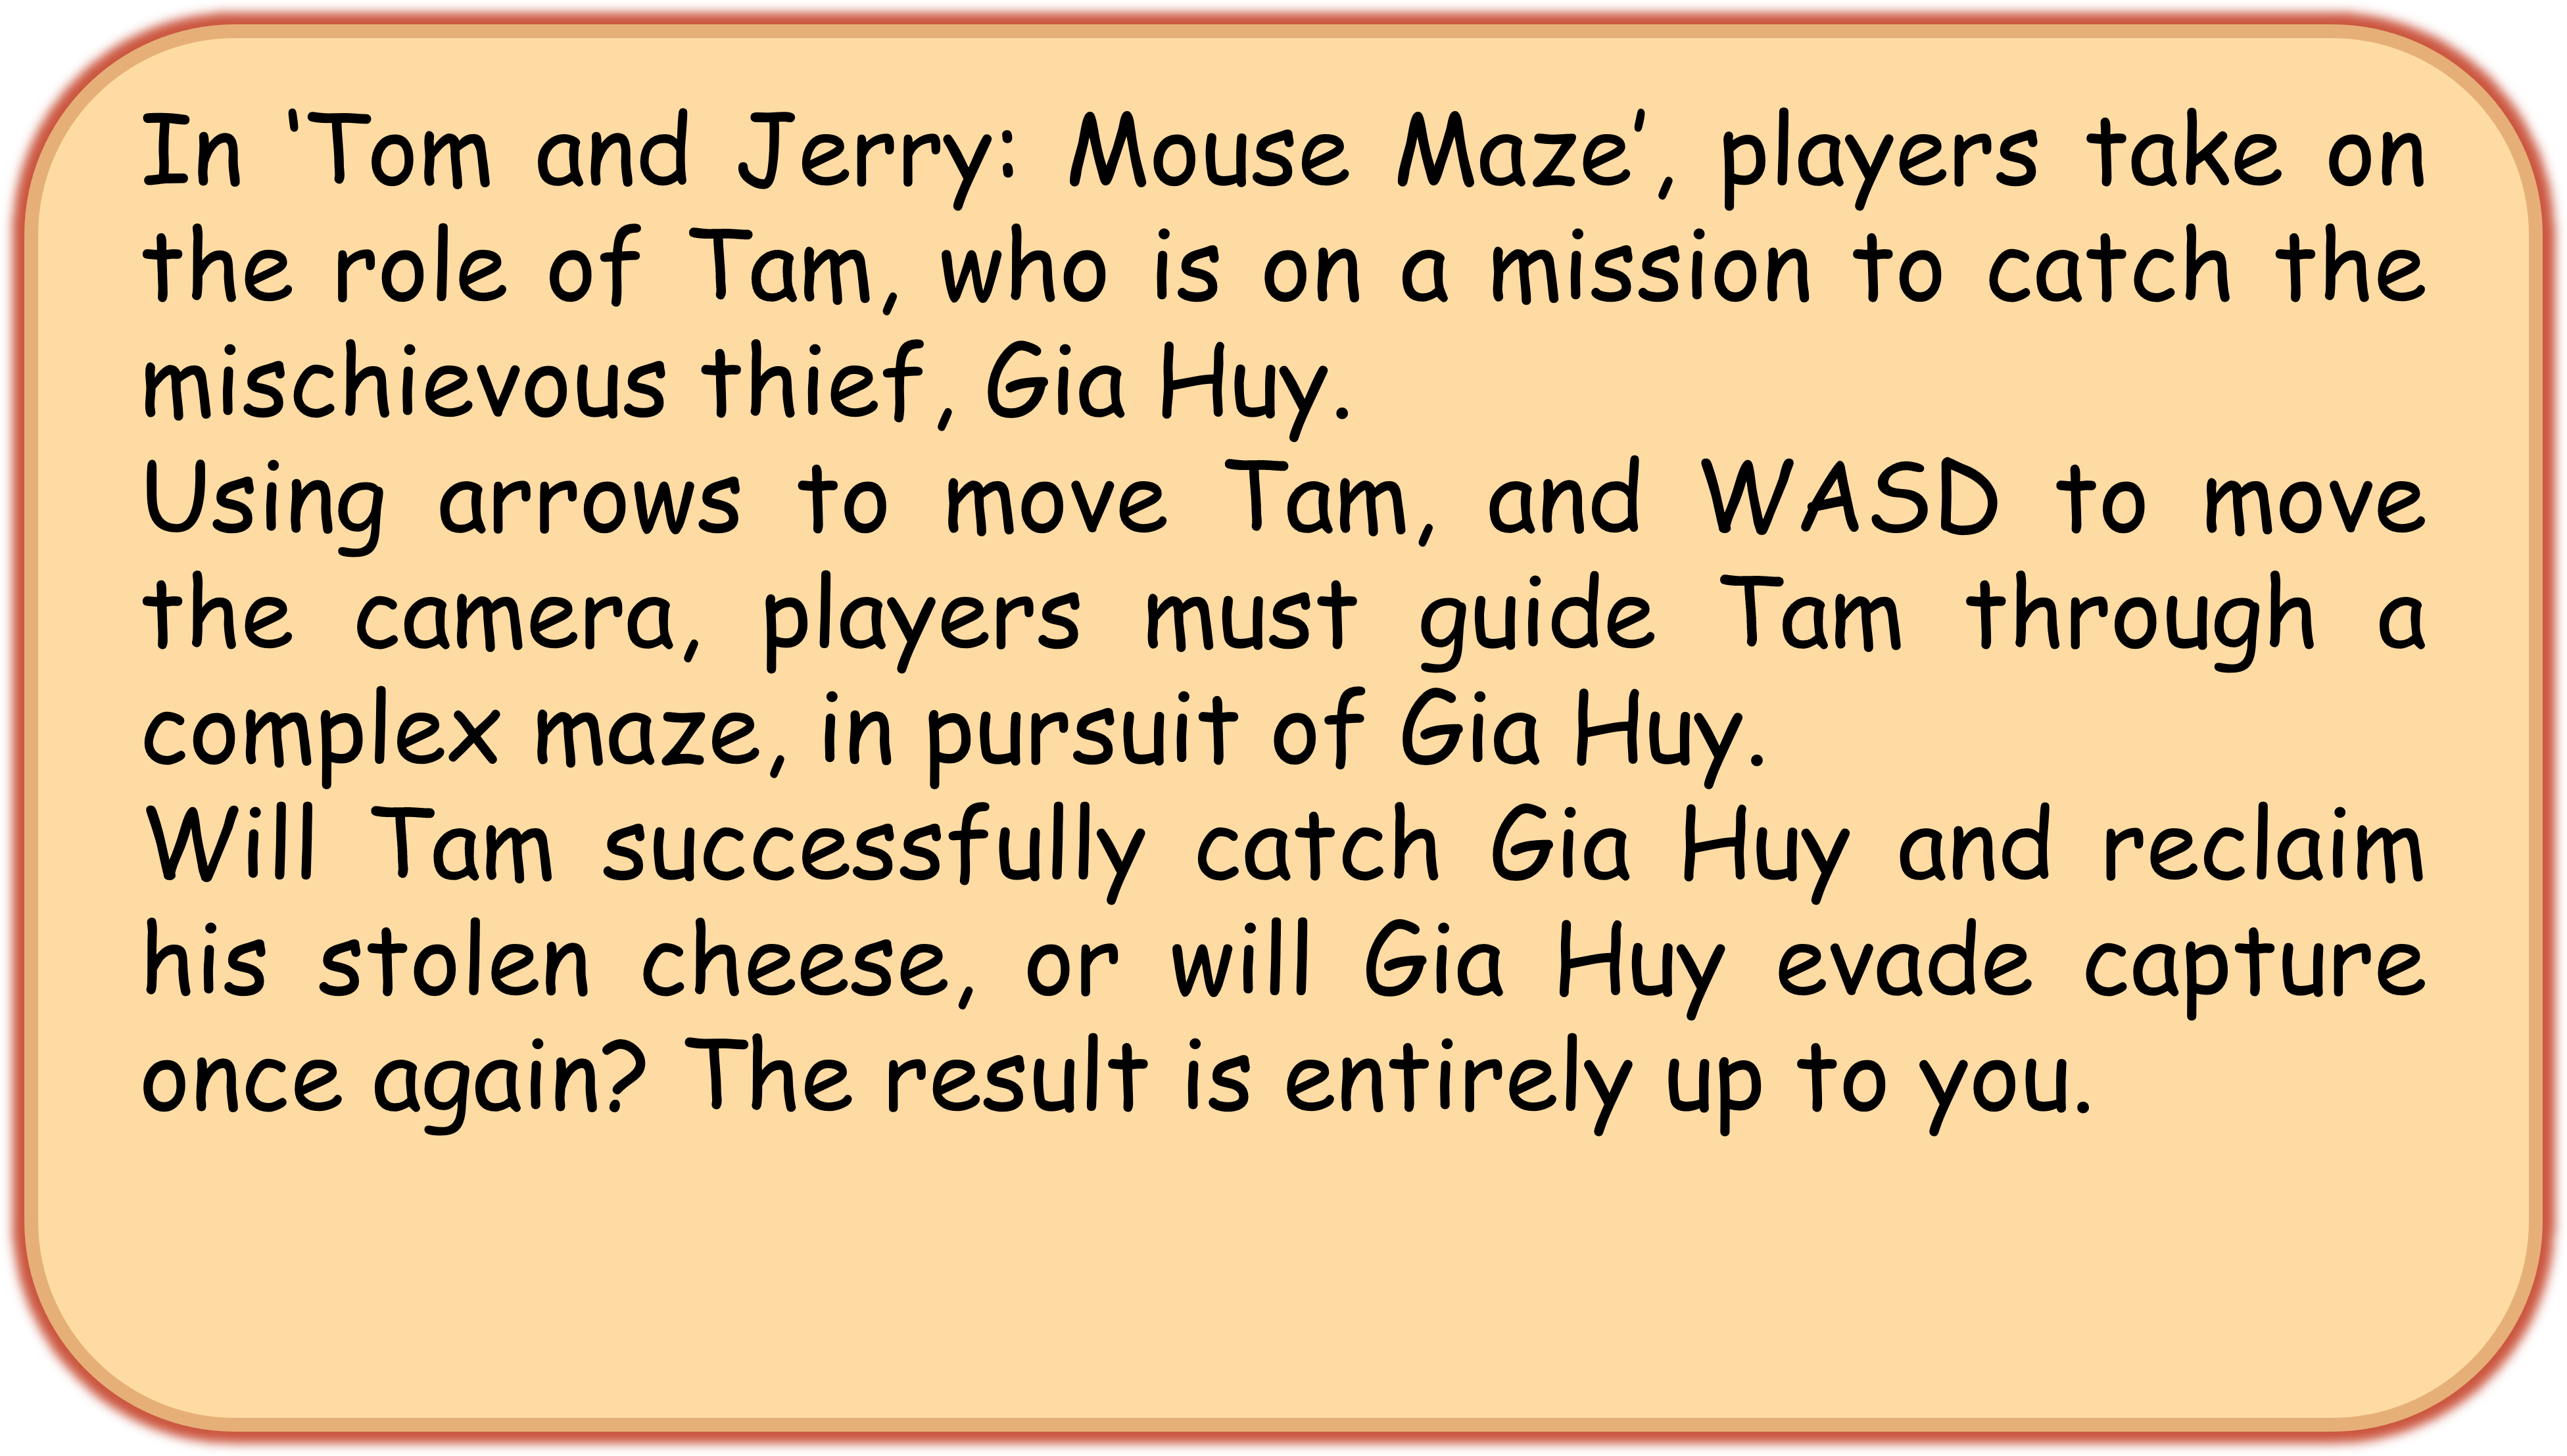 In ‘Tom and Jerry: Mouse Maze’, players take on
the role of Tam, who is on a mission to catch the
mischievous thief, Gia Huy.
Using arrows to move Tam, and WASD to move
the camera, players must guide Tam through a
complex maze, in pursuit of Gia Huy.
Will Tam successfully catch Gia Huy and reclaim
his stolen cheese, or will Gia Huy evade capture
once again? The result is entirely up to you.